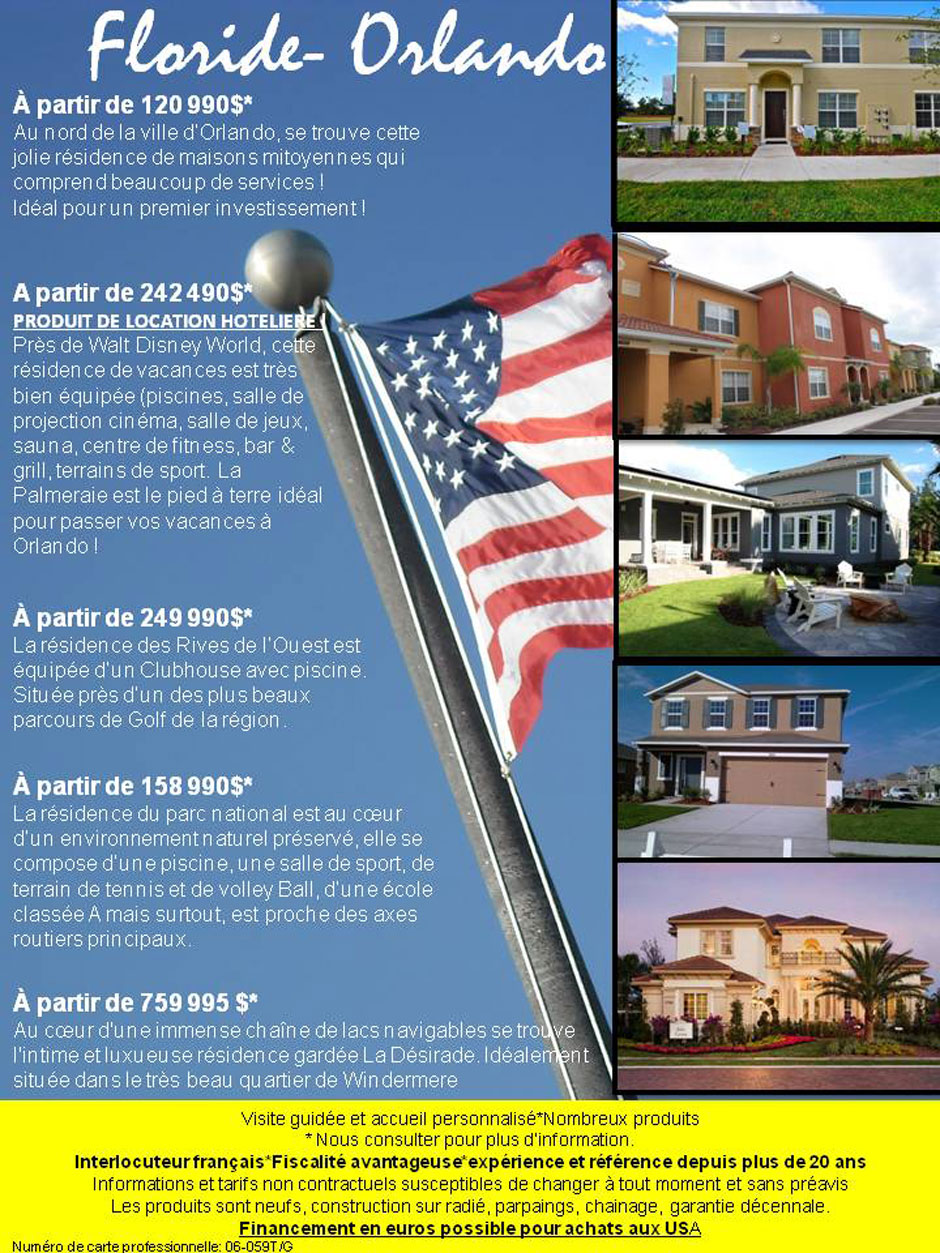 Floride- Orlando
À partir de 120 990$*
Au nord de la ville d'Orlando, se trouve cette
jolie résidence de maisons mitoyennes qui
comprend beaucoup de services !
Idéal pour un premier investissement !
A partir de 242 490$*
PRODUIT DE LOCATION HOTELIERE !
Près de Walt Disney World, cette
résidence de vacances est très
bien équipée (piscines, salle de
projection cinéma, salle de jeux,
sauna, centre de fitness, bar &
grill, terrains de sport. La
Palmeraie est le pied à terre idéal
pour passer vos vacances à
Orlando !
À partir de 249 990$*
La résidence des Rives de l'Ouest est
équipée d'un Clubhouse avec piscine.
Située près d'un des plus beaux
parcours de Golf de la région.
À partir de 158 990$*
La résidence du parc national est au cœur
d'un environnement naturel préservé, elle se
compose d'une piscine, une salle de sport, de
terrain de tennis et de volley Ball, d'une école
classée A mais surtout, est proche des axes
routiers principaux.
À partir de 759 995 $*
Au cœur d'une immense chaîne de lacs navigables se trouve
l'intime et luxueuse résidence gardée La Désirade. Idéalement
située dans le très beau quartier de Windermere
Visite guidée et accueil personnalisé*Nombreux produits
* Nous consulter pour plus d'information.
Interlocuteur français*Fiscalité avantageuse*expérience et référence depuis plus de 20 ans
Informations et tarifs non contractuels susceptibles de changer à tout moment et sans préavis
Les produits sont neufs, construction sur radié, parpaings, chainage, garantie décennale.
Financement en euros possible pour achats aux USA
Numéro de carte professionnelle: 06-059T/G